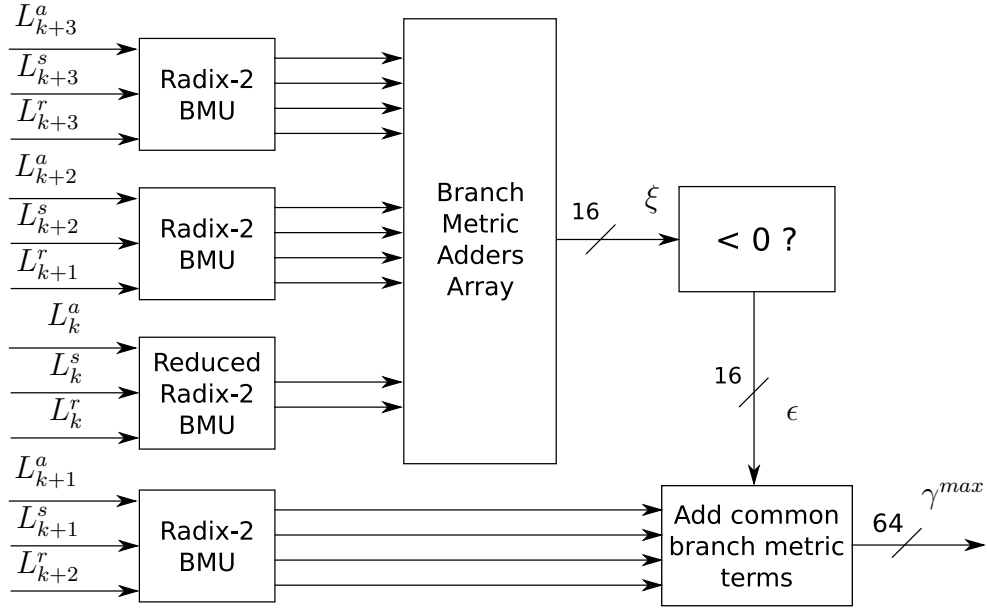 L^a_{k+3}
L^s_{k+3}
L^r_{k+3}
Radix-2
BMU
L^a_{k+2}
L^s_{k+2}
L^r_{k+1}
Radix-2
BMU
L^a_k
L^s_k
L^r_k
Reduced
Radix-2
BMU
L^a_{k+1}
L^s_{k+1}
L^r_{k+2}
Radix-2
BMU
Branch
Metric
Adders
Array
16
ξ
< 0 ?
16
ϵ
Add common
branch metric
terms
64
γ^{max}